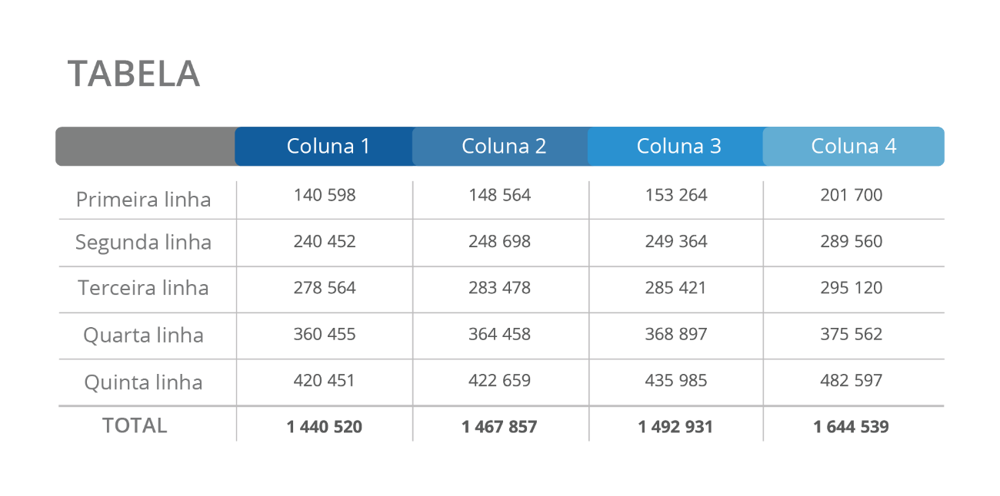 TABELA
Coluna 1 Coluna 2 Coluna 3 Coluna 4
Primeira linha 140 598 148 564 153 264 201 700
Segunda linha 240 452 248 698 249 364 289 560
Terceira linha 278 564 283 478 285 421 295 120
Quarta linha 360 455 364 458 368 897 375 562
Quinta linha 420 451 422 659 435 985 482 597
TOTAL 1 440 520 1 467 857 1 492 931 1 644 539